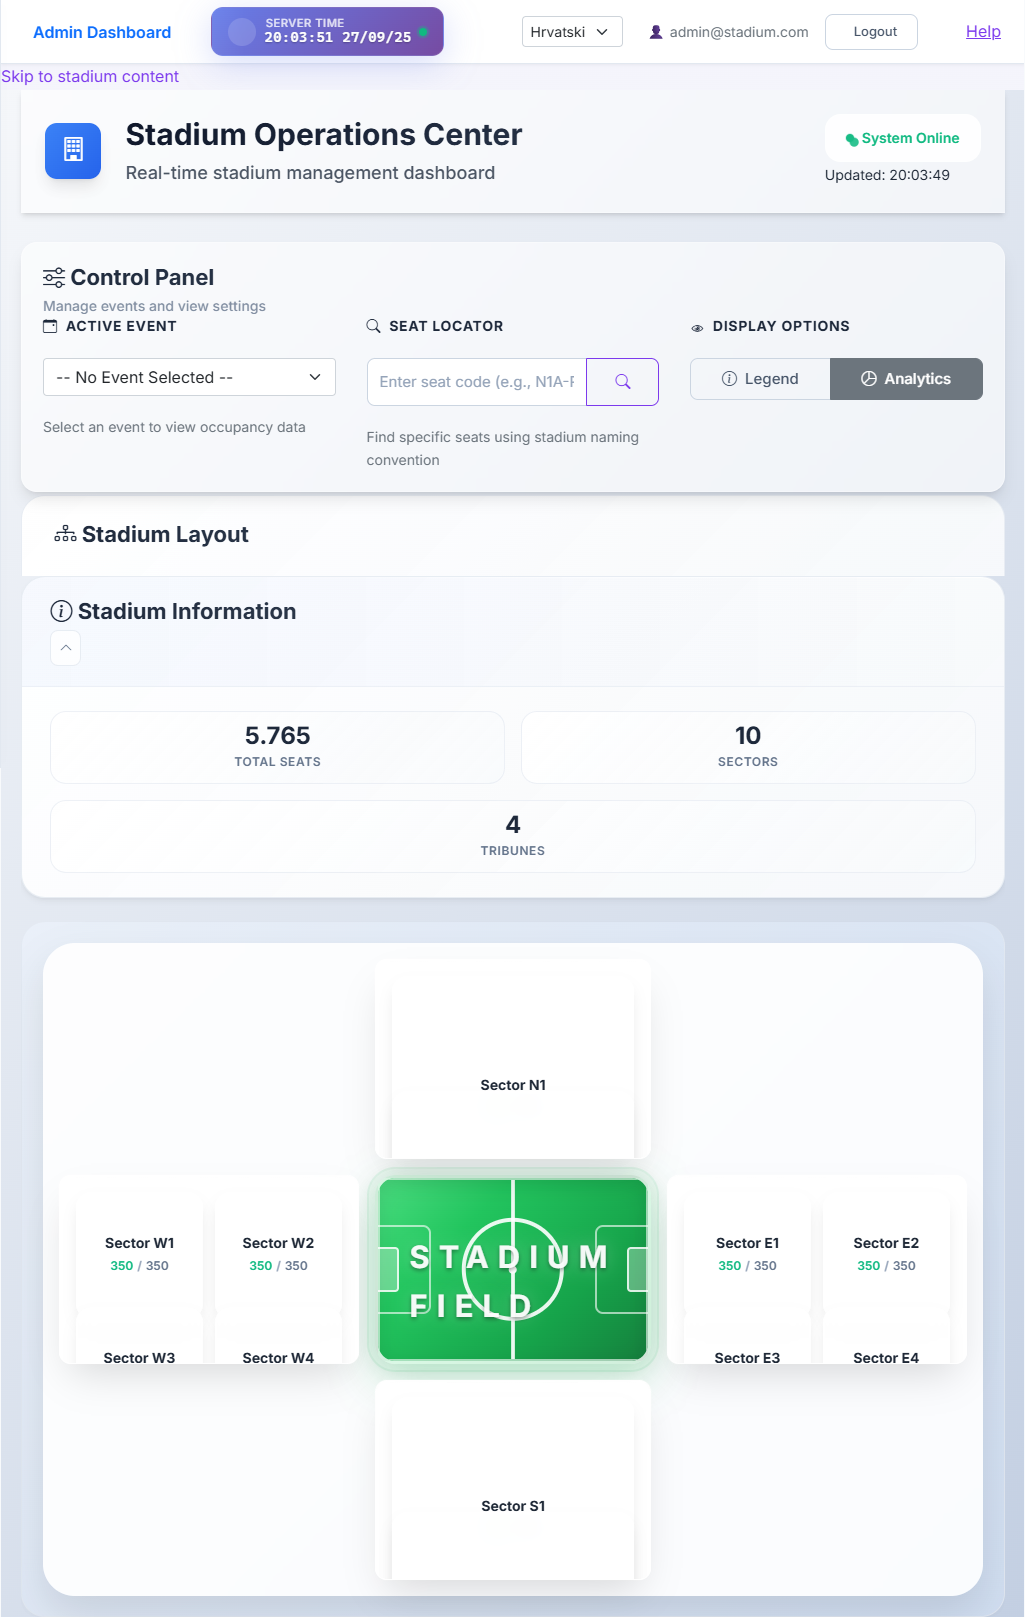 Admin Dashboard
SERVER TIME
20:03:51 27/09/25
Hrvatski
admin@stadium.com
Logout
Help
Skip to stadium content
Stadium Operations Center
Real-time stadium management dashboard
System Online
Updated: 20:03:49
Control Panel
Manage events and view settings
ACTIVE EVENT
-- No Event Selected --
Select an event to view occupancy data
SEAT LOCATOR
Enter seat code (e.g., N1A-F
Find specific seats using stadium naming
convention
DISPLAY OPTIONS
Legend
Analytics
Stadium Layout
Stadium Information
5.765
TOTAL SEATS
10
SECTORS
4
TRIBUNES
Sector N1
Sector W1
350 / 350
Sector W2
350 / 350
Sector W3
Sector W4
STADIUM
FIELD
Sector E1
350 / 350
Sector E2
350 / 350
Sector E3
Sector E4
Sector S1